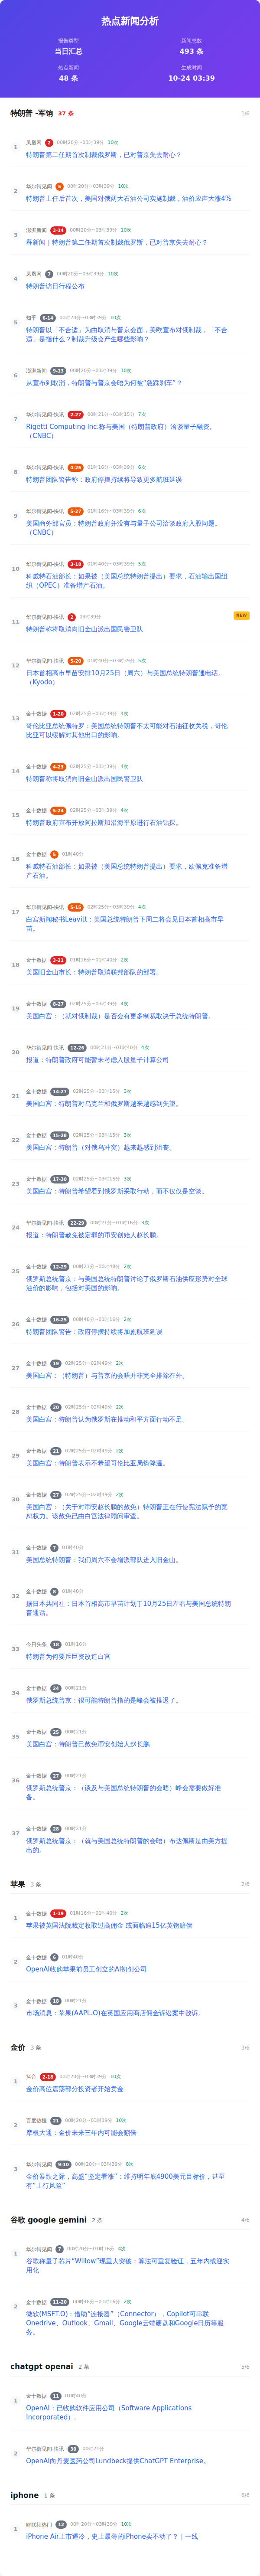 热点新闻分析
报告类型
当日汇总
新闻总数
493 条
热点新闻
48 条
生成时间
10-24 03:39
特朗普 -军饷 37 条 1/6
1
凤凰网 2 00时20分~03时39分 10次
特朗普第二任期首次制裁俄罗斯，已对普京失去耐心？
2
华尔街见闻 5 00时20分~03时39分 10次
特朗普上任后首次，美国对俄两大石油公司实施制裁，油价应声大涨4%
3
澎湃新闻 3-14 00时20分~03时39分 10次
释新闻｜特朗普第二任期首次制裁俄罗斯，已对普京失去耐心？
4
凤凰网 7 00时20分~03时39分 10次
特朗普访日行程公布
5
知乎 6-14 00时20分~03时39分 10次
特朗普以「不合适」为由取消与普京会面，美欧宣布对俄制裁，「不合
适」是指什么？制裁升级会产生哪些影响？
6
澎湃新闻 9-13 00时20分~03时39分 10次
从宣布到取消，特朗普与普京会晤为何被“急踩刹车”？
7
华尔街见闻-快讯 2-27 00时21分~03时15分 7次
Rigetti Computing Inc.称与美国（特朗普政府）洽谈量子融资。
（CNBC）
8
华尔街见闻-快讯 4-26 01时16分~03时39分 6次
特朗普团队警告称：政府停摆持续将导致更多航班延误
9
华尔街见闻-快讯 5-27 01时16分~03时39分 6次
美国商务部官员：特朗普政府并没有与量子公司洽谈政府入股问题。
（CNBC）
10
华尔街见闻-快讯 3-18 01时40分~03时39分 5次
科威特石油部长：如果被（美国总统特朗普提出）要求，石油输出国组
织（OPEC）准备增产石油。
11
华尔街见闻-快讯 2 03时39分 NEW
特朗普称将取消向旧金山派出国民警卫队
12
华尔街见闻-快讯 5-20 01时40分~03时39分 5次
日本首相高市早苗安排10月25日（周六）与美国总统特朗普通电话。
（Kyodo）
13
金十数据 1-20 02时25分~03时39分 4次
哥伦比亚总统佩特罗：美国总统特朗普不太可能对石油征收关税，哥伦
比亚可以缓解对其他出口的影响。
14
金十数据 4-23 02时25分~03时39分 4次
特朗普称将取消向旧金山派出国民警卫队
15
金十数据 5-24 02时25分~03时39分 4次
特朗普政府宣布开放阿拉斯加沿海平原进行石油钻探。
16
金十数据 5 01时40分
科威特石油部长：如果被（美国总统特朗普提出）要求，欧佩克准备增
产石油。
17
华尔街见闻-快讯 5-15 02时25分~03时39分 4次
白宫新闻秘书Leavitt：美国总统特朗普下周二将会见日本首相高市早
苗。
18
金十数据 3-21 01时16分~01时40分 2次
美国旧金山市长：特朗普取消联邦部队的部署。
19
金十数据 8-27 02时25分~03时39分 4次
美国白宫：（就对俄制裁）是否会有更多制裁取决于总统特朗普。
20
华尔街见闻-快讯 12-26 00时21分~01时40分 4次
报道：特朗普政府可能暂未考虑入股量子计算公司
21
金十数据 14-27 02时25分~03时15分 3次
美国白宫：特朗普对乌克兰和俄罗斯越来越感到失望。
22
金十数据 15-28 02时25分~03时15分 3次
美国白宫：特朗普（对俄乌冲突）越来越感到沮丧。
23
金十数据 17-30 02时25分~03时15分 3次
美国白宫：特朗普希望看到俄罗斯采取行动，而不仅仅是空谈。
24
华尔街见闻-快讯 22-29 00时21分~01时16分 3次
报道：特朗普赦免被定罪的币安创始人赵长鹏。
25
金十数据 12-29 00时21分~00时48分 2次
俄罗斯总统普京：与美国总统特朗普讨论了俄罗斯石油供应形势对全球
油价的影响，包括对美国的影响。
26
金十数据 16-25 00时48分~01时16分 2次
特朗普团队警告：政府停摆持续将加剧航班延误
27
金十数据 19 02时25分~02时49分 2次
美国白宫：（特朗普）与普京的会晤并非完全排除在外。
28
金十数据 20 02时25分~02时49分 2次
美国白宫：特朗普认为俄罗斯在推动和平方面行动不足。
29
金十数据 21 02时25分~02时49分 2次
美国白宫：特朗普表示不希望哥伦比亚局势降温。
30
金十数据 27 02时25分~02时49分 2次
美国白宫：（关于对币安赵长鹏的赦免）特朗普正在行使宪法赋予的宽
恕权力。该赦免已由白宫法律顾问审查。
31
金十数据 7 01时40分
美国总统特朗普：我们周六不会增派部队进入旧金山。
32
金十数据 8 01时40分
据日本共同社：日本首相高市早苗计划于10月25日左右与美国总统特朗
普通话。
33
今日头条 18 01时16分
特朗普为何要斥巨资改造白宫
34
金十数据 24 00时21分
俄罗斯总统普京：很可能特朗普指的是峰会被推迟了。
35
金十数据 25 00时21分
美国白宫：特朗普已赦免币安创始人赵长鹏
36
金十数据 27 00时21分
俄罗斯总统普京：（谈及与美国总统特朗普的会晤）峰会需要做好准
备。
37
金十数据 28 00时21分
俄罗斯总统普京：（就与美国总统特朗普的会晤）布达佩斯是由美方提
出的。
苹果 3 条 2/6
1
金十数据 1-19 01时16分~01时40分 2次
苹果被英国法院裁定收取过高佣金 或面临逾15亿英镑赔偿
2
金十数据 6 01时40分
OpenAI收购苹果前员工创立的AI初创公司
3
金十数据 18 00时21分
市场消息：苹果(AAPL.O)在英国应用商店佣金诉讼案中败诉。
金价 3 条 3/6
1
抖音 2-18 00时20分~03时39分 10次
金价高位震荡部分投资者开始卖金
2
百度热搜 21 00时20分~03时39分 10次
摩根大通：金价未来三年内可能会翻倍
3
华尔街见闻 9-10 00时20分~03时39分 8次
金价暴跌之际，高盛“坚定看涨”：维持明年底4900美元目标价，甚至
有“上行风险”
谷歌 google gemini 2 条 4/6
1
华尔街见闻 7 00时20分~01时16分 4次
谷歌称量子芯片“Willow”现重大突破：算法可重复验证，五年内或迎实
用化
2
金十数据 11-20 00时48分~01时16分 2次
微软(MSFT.O)：借助“连接器”（Connector），Copilot可串联
Onedrive、Outlook、Gmail、Google云端硬盘和Google日历等服
务。
chatgpt openai 2 条 5/6
1
金十数据 11 01时40分
OpenAI：已收购软件应用公司（Software Applications
Incorporated）。
2
华尔街见闻-快讯 30 00时21分
OpenAI向丹麦医药公司Lundbeck提供ChatGPT Enterprise。
iphone 1 条 6/6
1
财联社热门 12 00时20分~03时39分 10次
iPhone Air上市遇冷，史上最薄的iPhone卖不动了？｜一线